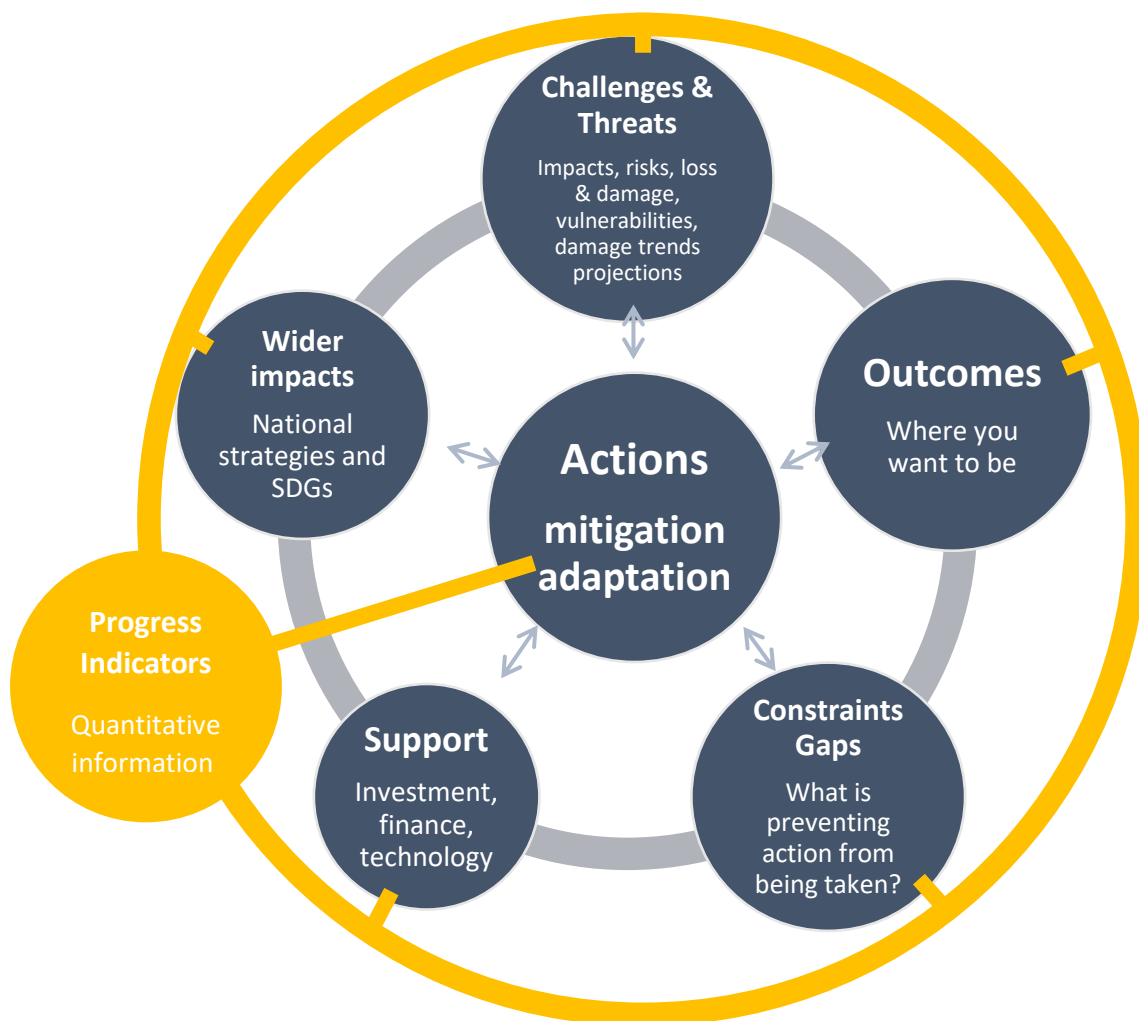 Challenges &
Threats
Impacts, risks, loss
& damage,
vulnerabilities,
damage trends
projections
Wider
impacts
National
strategies and
SDGs
Outcomes
Where you
want to be
Actions
mitigation
adaptation
Progress
Indicators
Quantitative
information
Support
Investment,
finance,
technology
Constraints
Gaps
What is
preventing
action from
being taken?